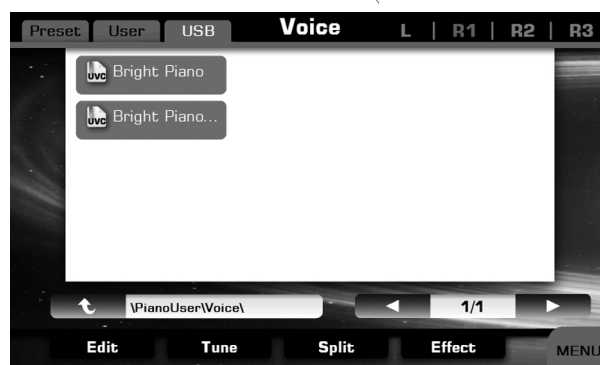 Preset User USB Voice L | R1 | R2 | R3
UVC Bright Piano
UVC Bright Piano...
\PianoUser\Voice\ 1/1
Edit Tune Split Effect MENU